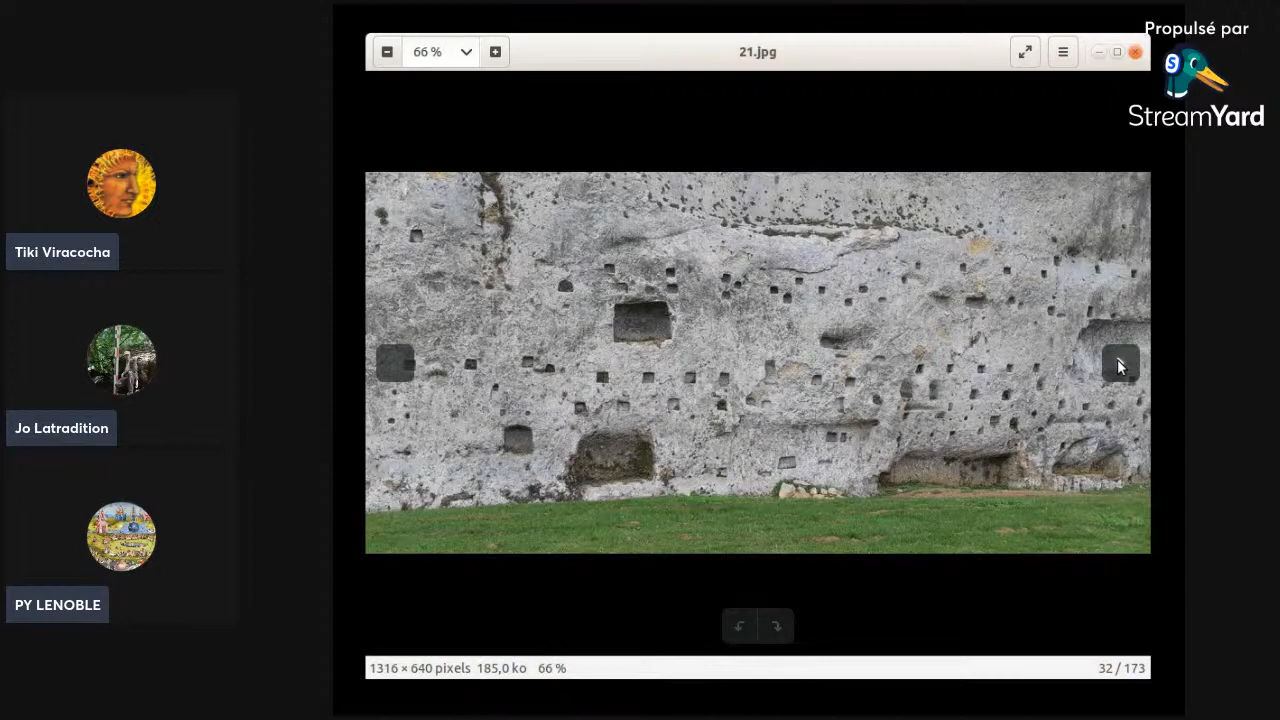 66 %
21.jpg
Propulsé par
StreamYard
Tiki Viracocha
Jo Latradition
PY LENOBLE
1316 × 640 pixels 185,0 ko 66 %
32 / 173